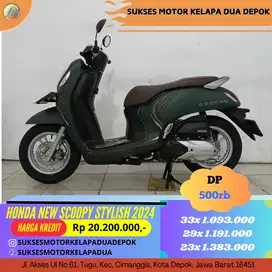 SUKSES MOTOR KELAPA DUA DEPOK
SCOOPY
HONDA NEW SCOOPY STYLISH 2024
HARGA KREDIT
Rp 20.200.000,-
SUKSESMOTORKELAPADUADEPOK
SUKSESMOTORKELAPADUA
DP
500rb
33x 1.093.000
29x 1.191.000
23x 1.383.000
Jl. Akses UI No.61, Tugu, Kec, Cimanggis, Kota Depok, Jawa Barat,16451